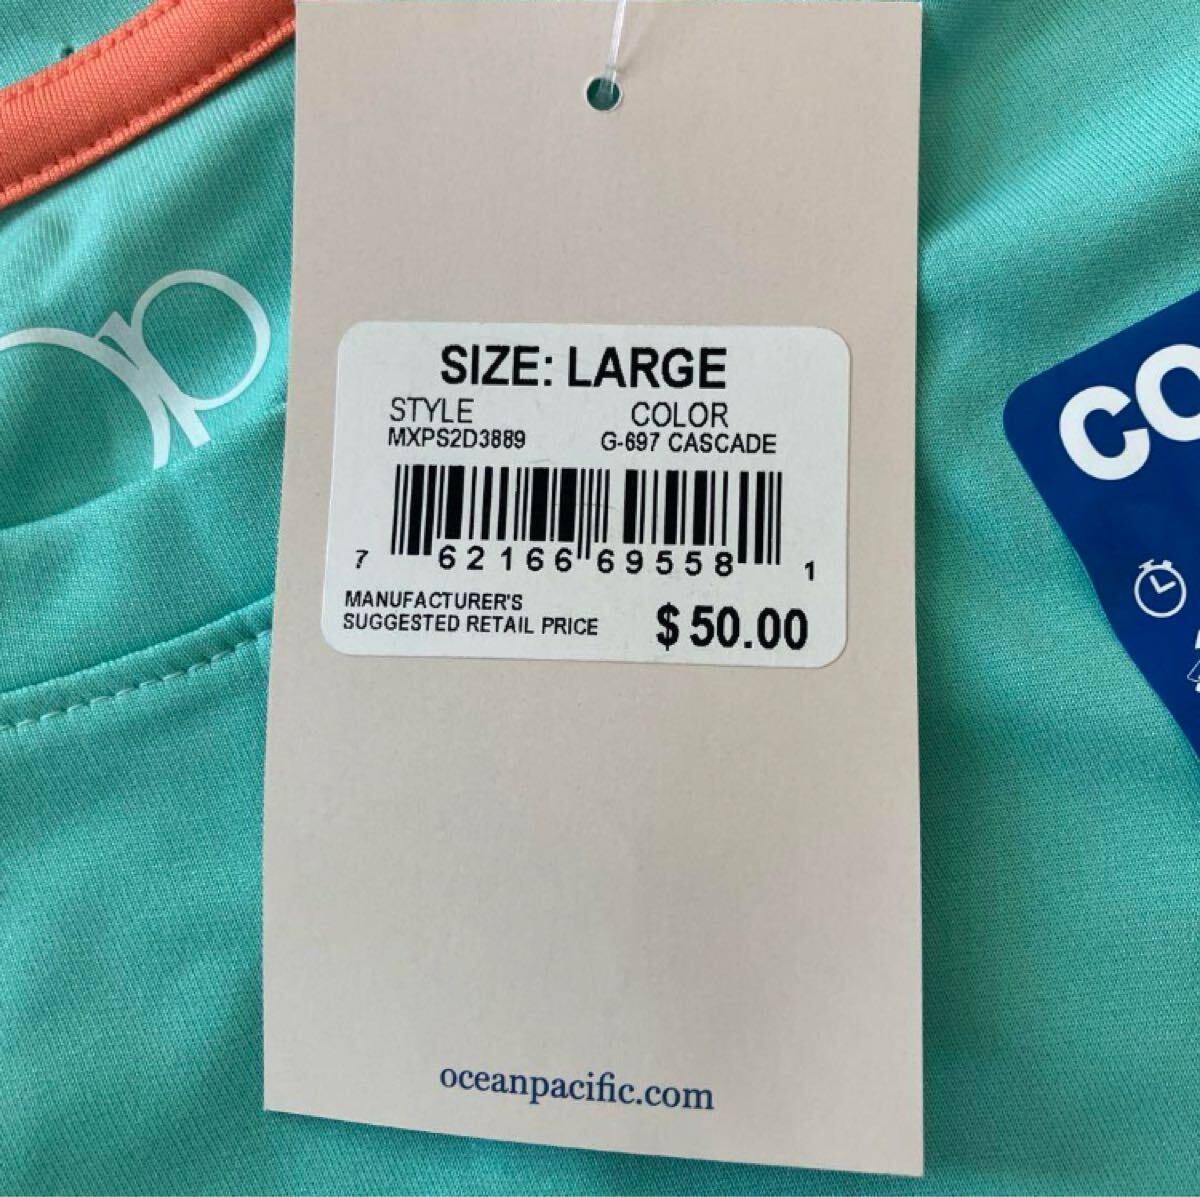 op
SIZE: LARGE
STYLE COLOR
MXPS2D3889 G-697 CASCADE
7 62166 69558 1
MANUFACTURER'S
SUGGESTED RETAIL PRICE $50.00
oceanpacific.com
CO